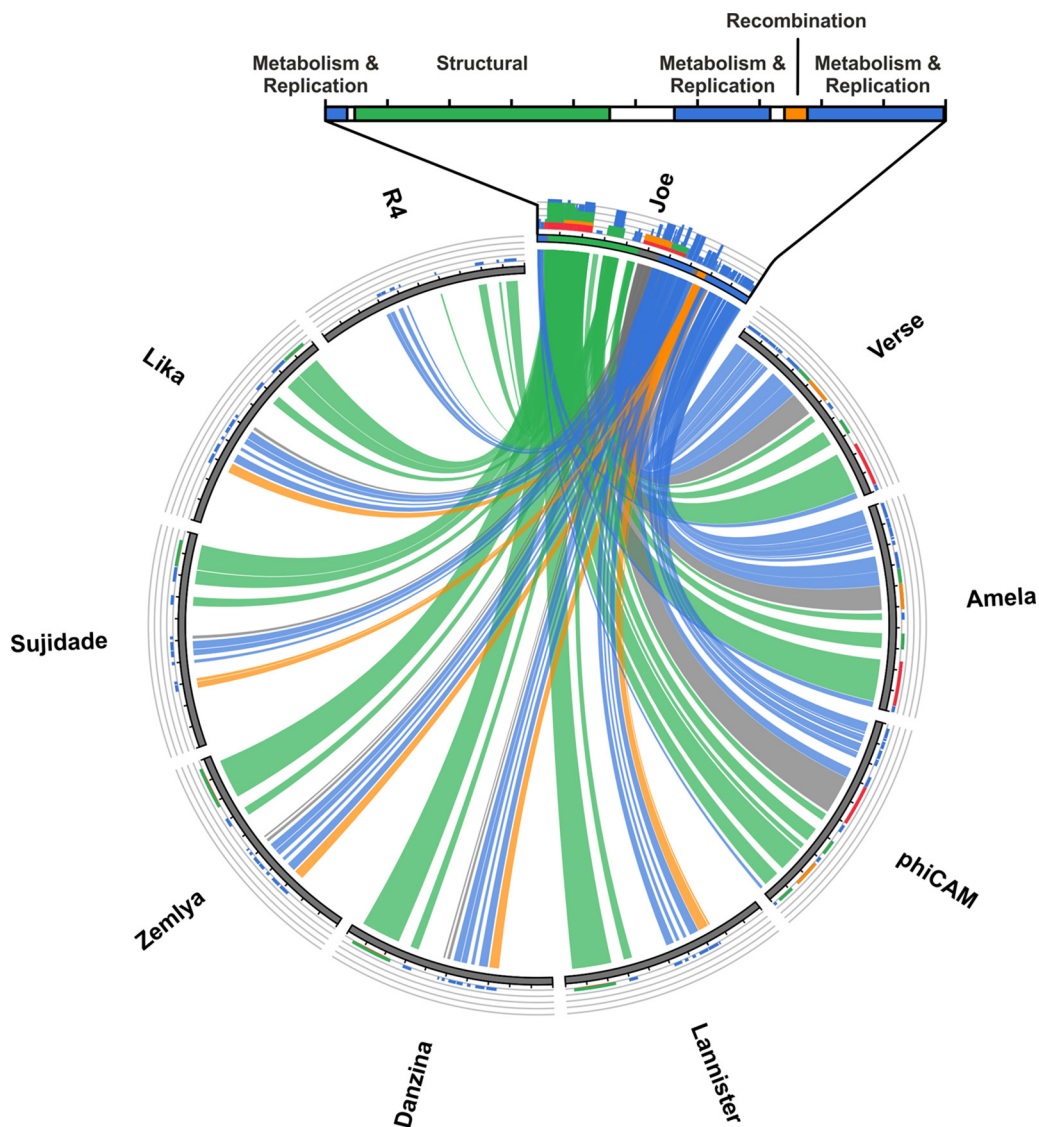 Recombination
Metabolism &
Replication
Structural
Metabolism &
Replication
Metabolism &
Replication
R4
Joe
Verse
Lika
Amela
Sujidade
phiCAM
Zemlya
Lannister
Danzina